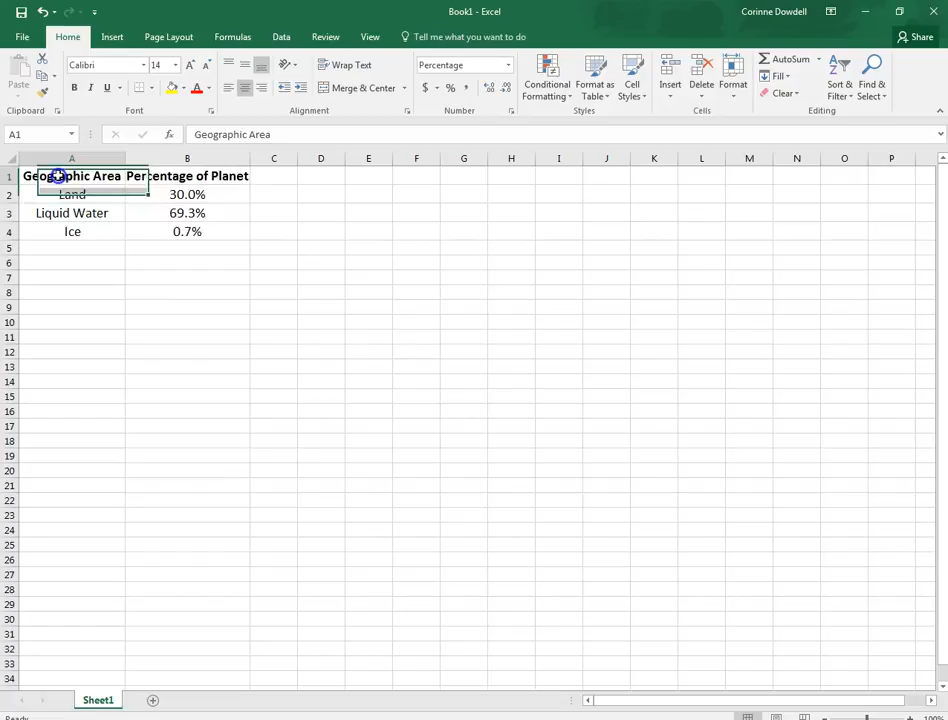 Book1 - Excel
Corinne Dowdell
File Home Insert Page Layout Formulas Data Review View Tell me what you want to do Share
Paste
Calibri 14
A A
B I U A
Wrap Text
Merge & Center
Percentage
$ % ,
Conditional Formatting
Format as Table
Cell Styles
Insert
Delete
Format
AutoSum
Fill
Clear
Sort & Filter
Find & Select
Clipboard Font Alignment Number Styles Cells Editing
A1 fx Geographic Area
A B C D E F G H I J K L M N O P
1 Geographic Area Percentage of Planet
2 Land 30.0%
3 Liquid Water 69.3%
4 Ice 0.7%
5
6
7
8
9
10
11
12
13
14
15
16
17
18
19
20
21
22
23
24
25
26
27
28
29
30
31
32
33
34
Sheet1
Ready 100%